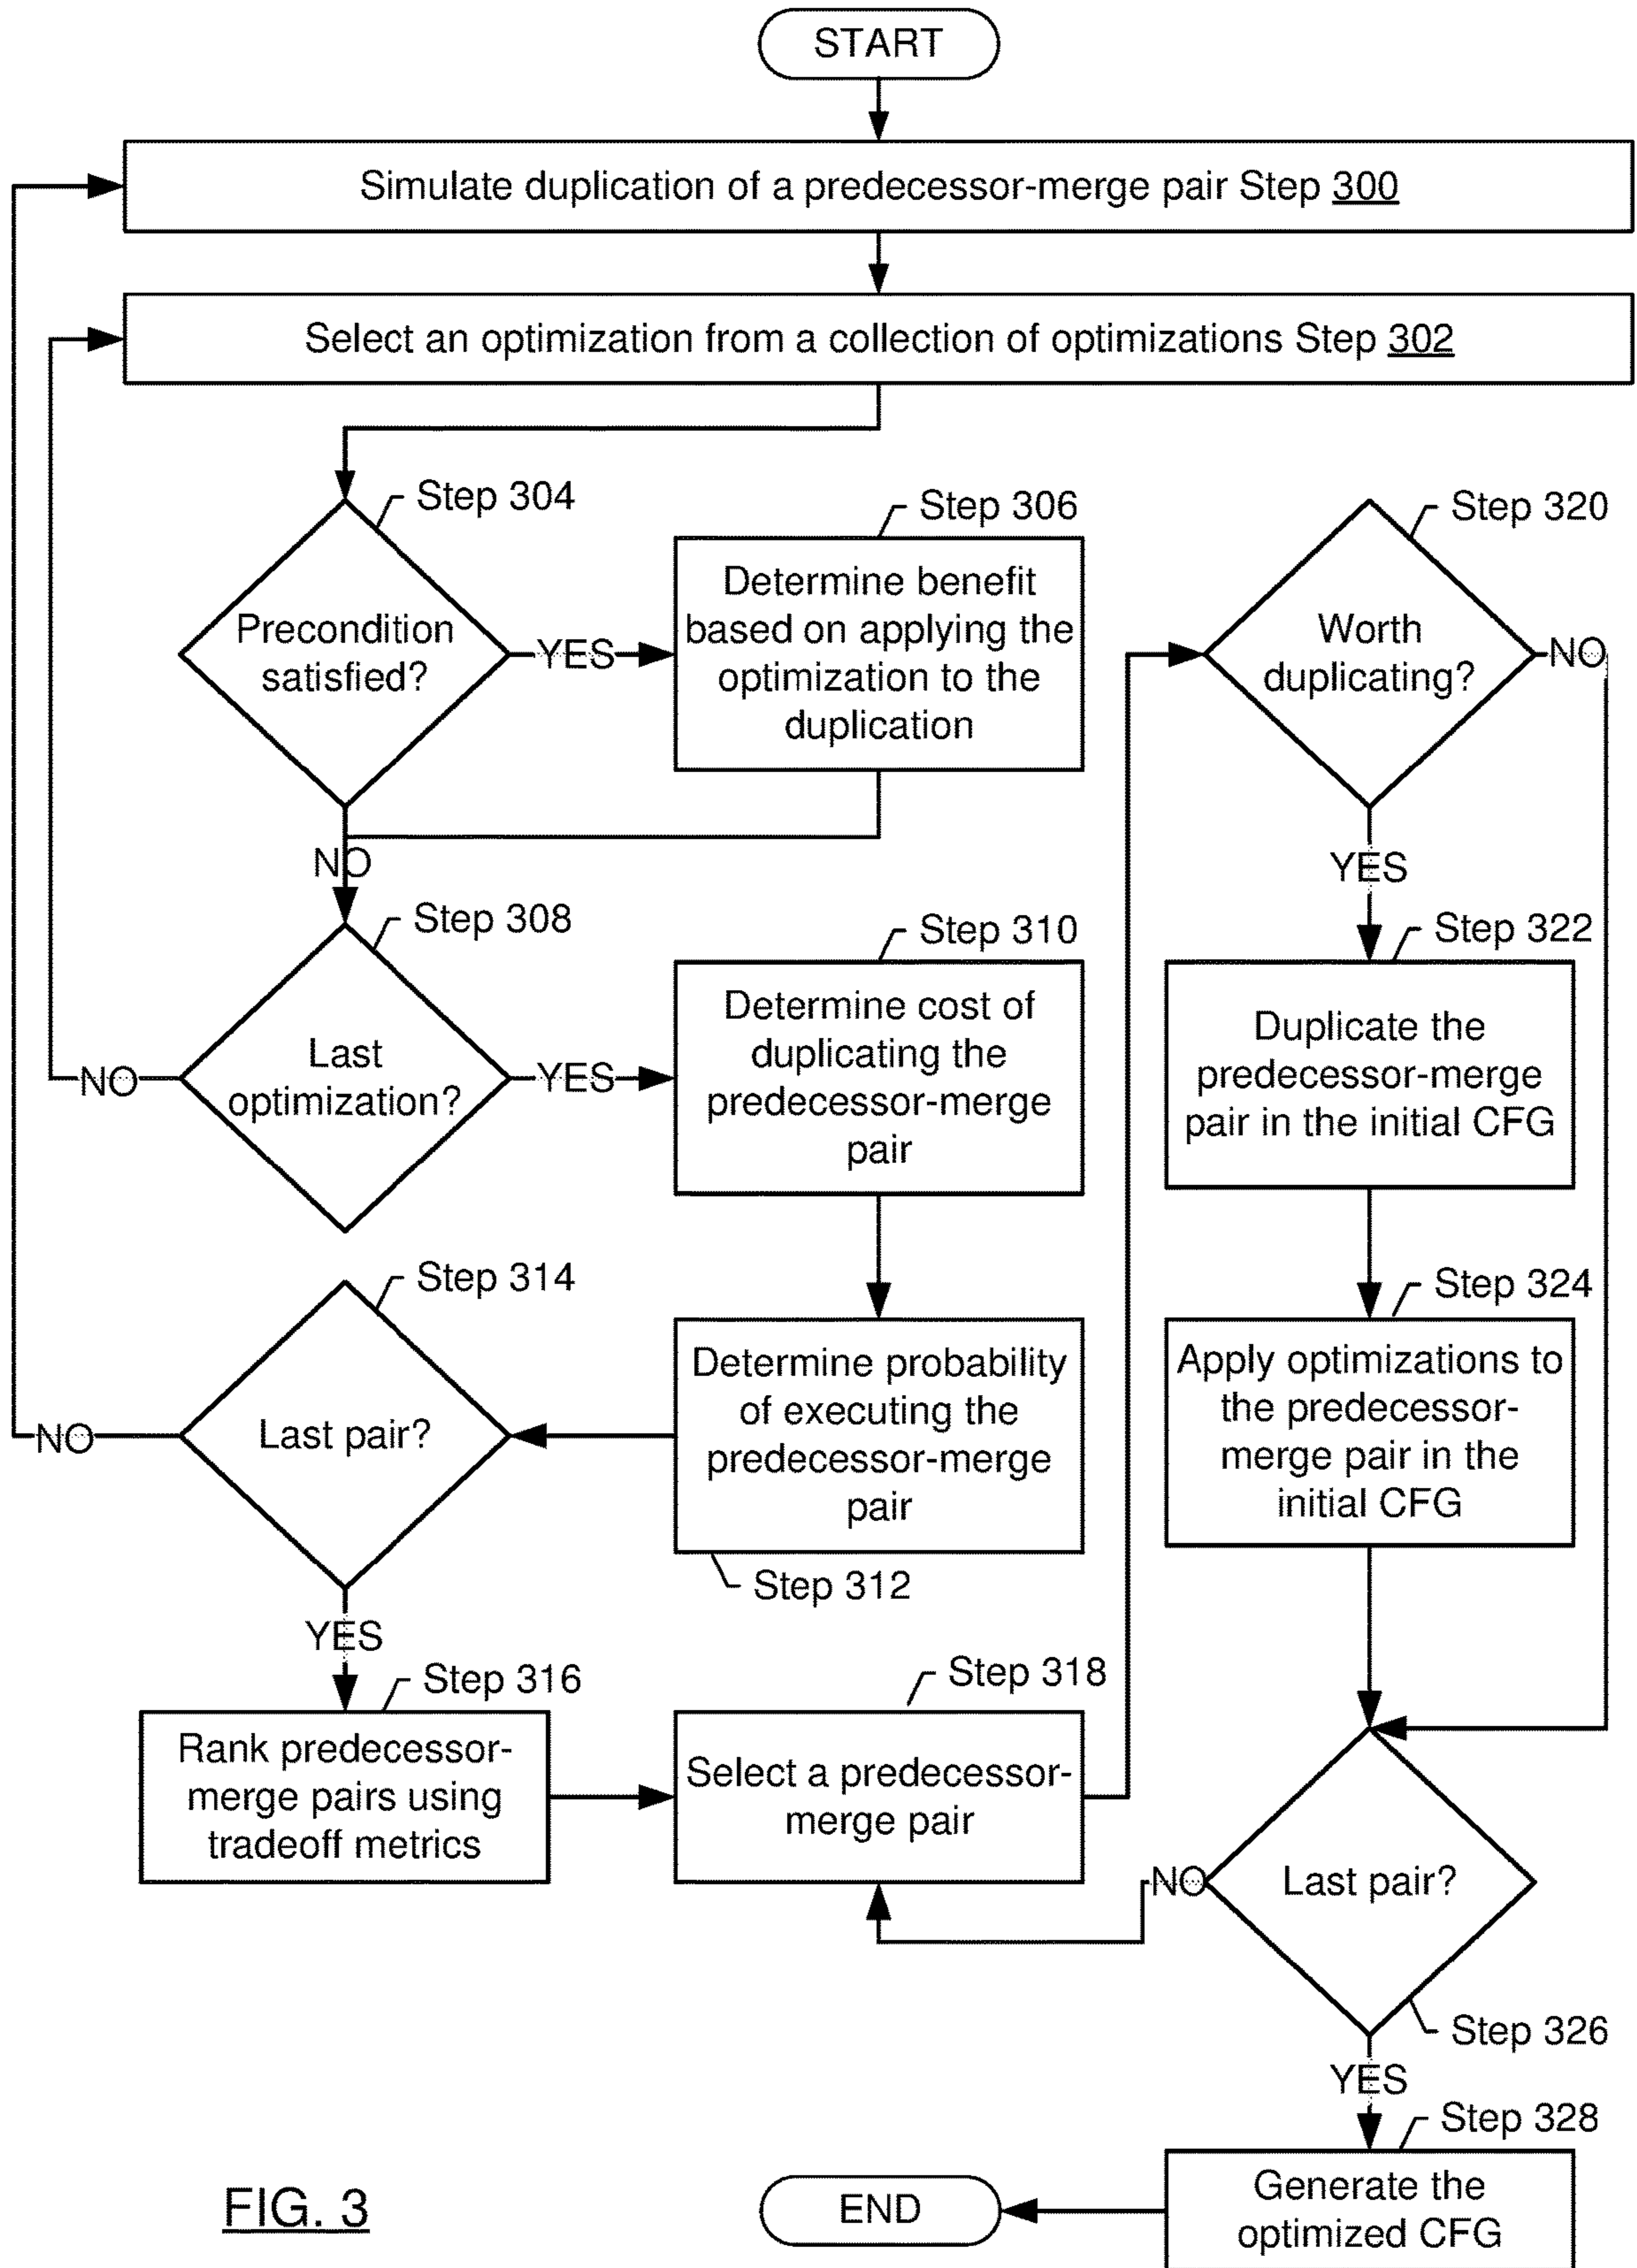 START
Simulate duplication of a predecessor-merge pair Step 300
Select an optimization from a collection of optimizations Step 302
Step 304
Precondition
satisfied?
YES
NO
Step 306
Determine benefit
based on applying the
optimization to the
duplication
Step 308
Last
optimization?
NO
YES
Step 310
Determine cost of
duplicating the
predecessor-merge
pair
Determine probability
of executing the
predecessor-merge
pair
Step 312
Step 314
Last pair?
NO
YES
Step 316
Rank predecessor-
merge pairs using
tradeoff metrics
Step 318
Select a predecessor-
merge pair
Step 320
Worth
duplicating?
NO
YES
Step 322
Duplicate the
predecessor-merge
pair in the initial CFG
Step 324
Apply optimizations to
the predecessor-
merge pair in the
initial CFG
Last pair?
NO
Step 326
YES
Step 328
Generate the
optimized CFG
END
FIG. 3